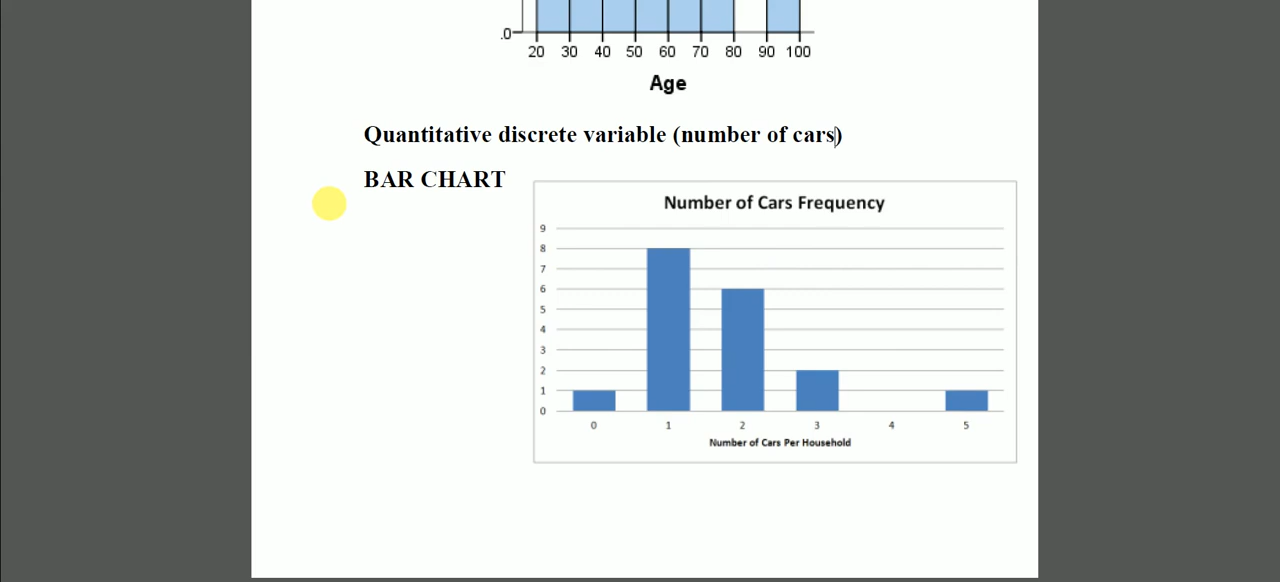 .0
20 30 40 50 60 70 80 90 100
Age
Quantitative discrete variable (number of cars)
BAR CHART
Number of Cars Frequency
9
8
7
6
5
4
3
2
1
0
0 1 2 3 4 5
Number of Cars Per Household